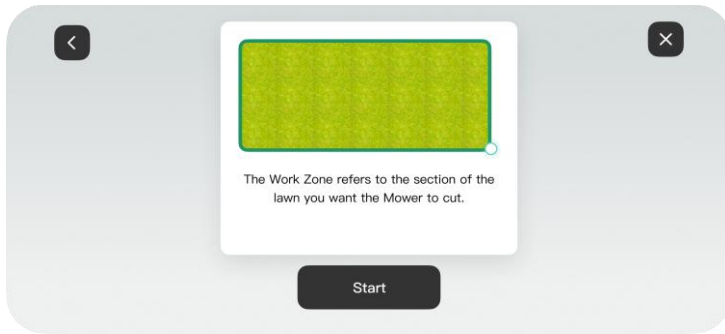 The Work Zone refers to the section of the
lawn you want the Mower to cut.
Start